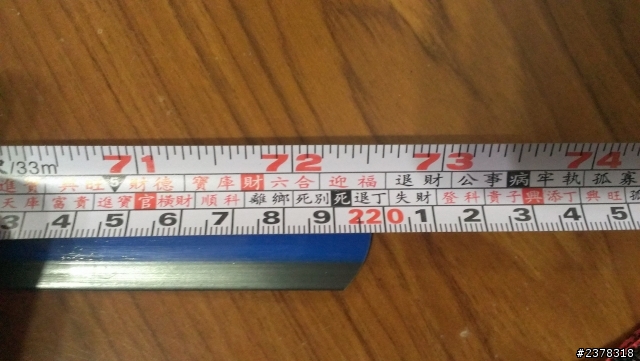 /33m 71 72 73 74
興旺 財德 寶庫 財 六合 迎福 退財 公事 病 牢執 孤寡
天庫 富貴 進寶 官 橫財 順科 離鄉 死別 死 退丁 失財 登科 貴子 興 添丁 興旺
3 4 5 6 7 8 9 220 1 2 3 4 5
#2378318